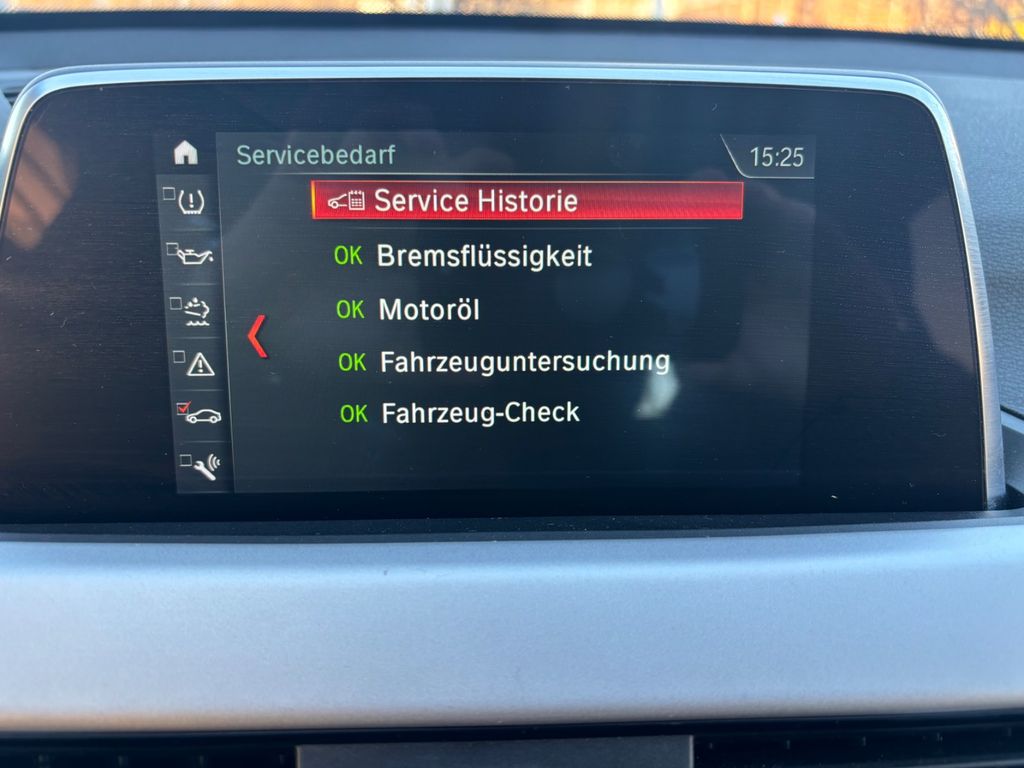 Servicebedarf
15:25
Service Historie
OK Bremsflüssigkeit
OK Motoröl
OK Fahrzeuguntersuchung
OK Fahrzeug-Check